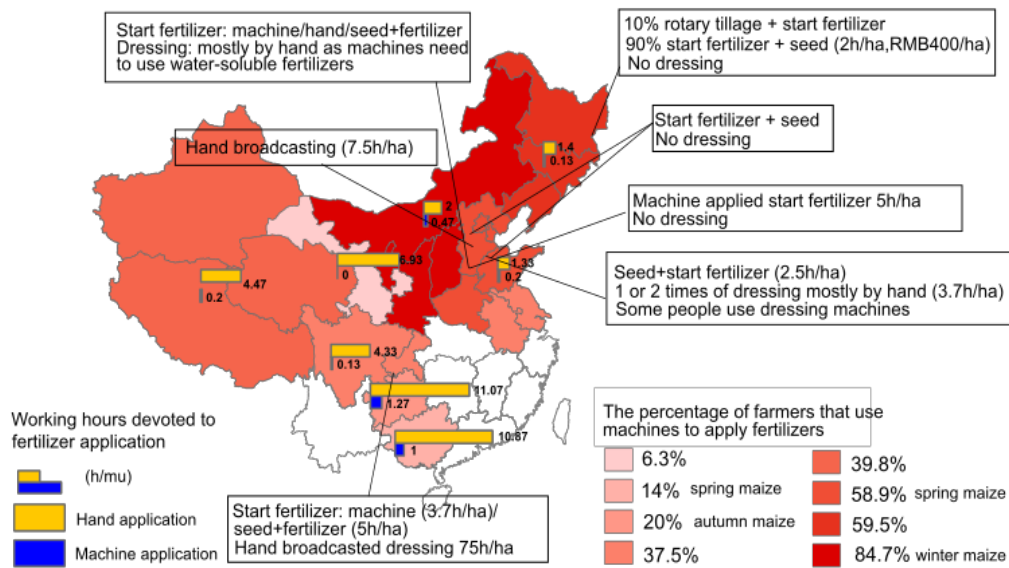 Start fertilizer: machine/hand/seed+fertilizer
Dressing: mostly by hand as machines need
to use water-soluble fertilizers
10% rotary tillage + start fertilizer
90% start fertilizer + seed (2h/ha,RMB400/ha)
No dressing
Hand broadcasting (7.5h/ha)
Start fertilizer + seed
No dressing
1.4
0.13
2
0.47
Machine applied start fertilizer 5h/ha
No dressing
6.93
0
1.33
0.2
4.47
0.2
Seed+start fertilizer (2.5h/ha)
1 or 2 times of dressing mostly by hand (3.7h/ha)
Some people use dressing machines
4.33
0.13
11.07
1.27
10.87
1
Working hours devoted to
fertilizer application
(h/mu)
Hand application
Machine application
The percentage of farmers that use
machines to apply fertilizers
6.3%
14% spring maize
20% autumn maize
37.5%
39.8%
58.9% spring maize
59.5%
84.7% winter maize
Start fertilizer: machine (3.7h/ha)/
seed+fertilizer (5h/ha)
Hand broadcasted dressing 75h/ha